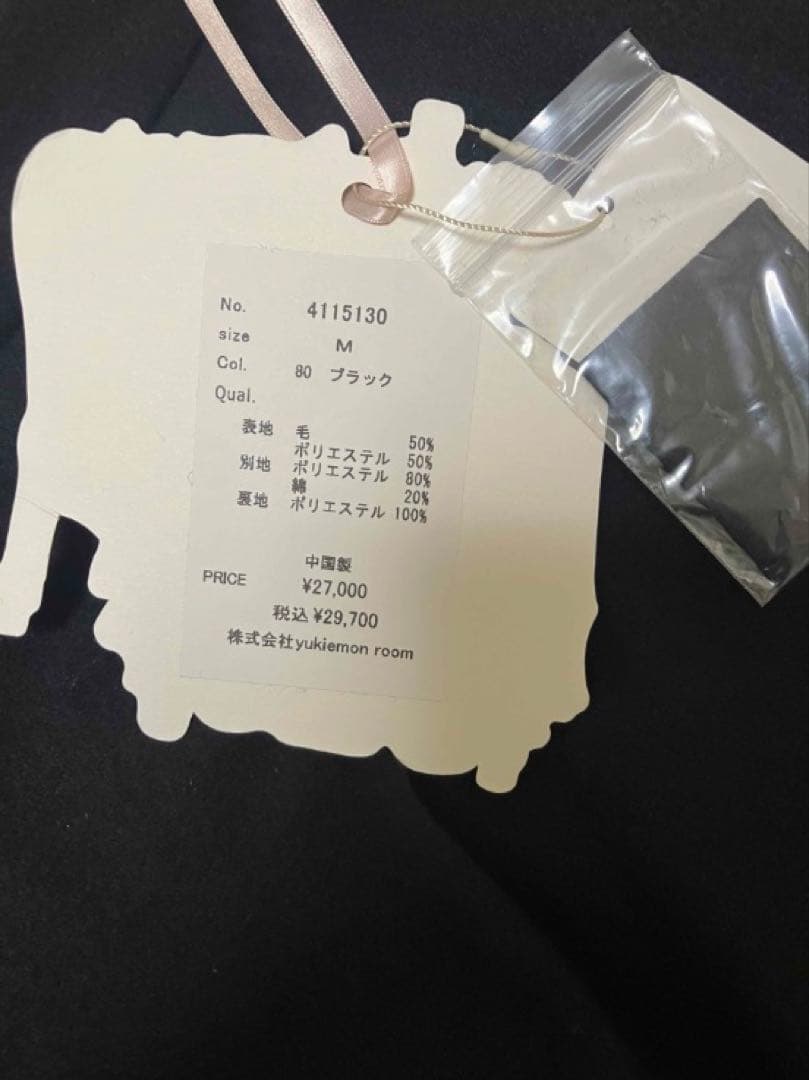 No. 4115130
size M
Col. 80 ブラック
Qual.
表地 毛 50%
ポリエステル 50%
別地 ポリエステル 80%
綿 20%
裏地 ポリエステル 100%
中国製
PRICE ¥27,000
税込 ¥29,700
株式会社yukiemon room